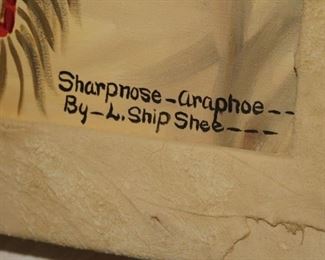 Sharpnose-araphoe--
By-L. Ship Shee----